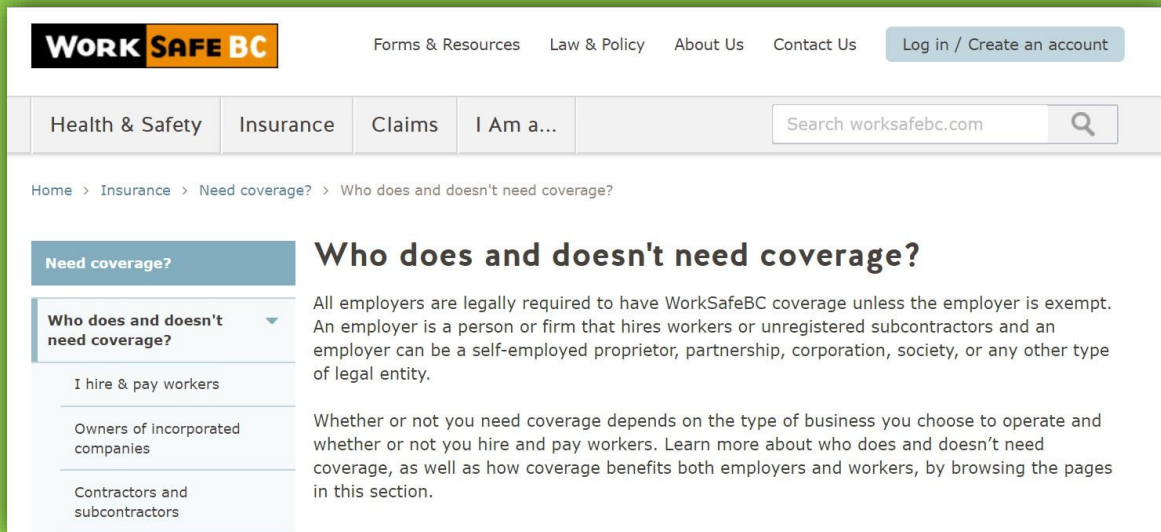 WORK SAFE BC
Forms & Resources Law & Policy About Us Contact Us Log in / Create an account
Health & Safety Insurance Claims I Am a... Search worksafebc.com
Home > Insurance > Need coverage? > Who does and doesn't need coverage?
Need coverage?
Who does and doesn't
need coverage?
I hire & pay workers
Owners of incorporated
companies
Contractors and
subcontractors
Who does and doesn't need coverage?
All employers are legally required to have WorkSafeBC coverage unless the employer is exempt.
An employer is a person or firm that hires workers or unregistered subcontractors and an
employer can be a self-employed proprietor, partnership, corporation, society, or any other type
of legal entity.
Whether or not you need coverage depends on the type of business you choose to operate and
whether or not you hire and pay workers. Learn more about who does and doesn’t need
coverage, as well as how coverage benefits both employers and workers, by browsing the pages
in this section.